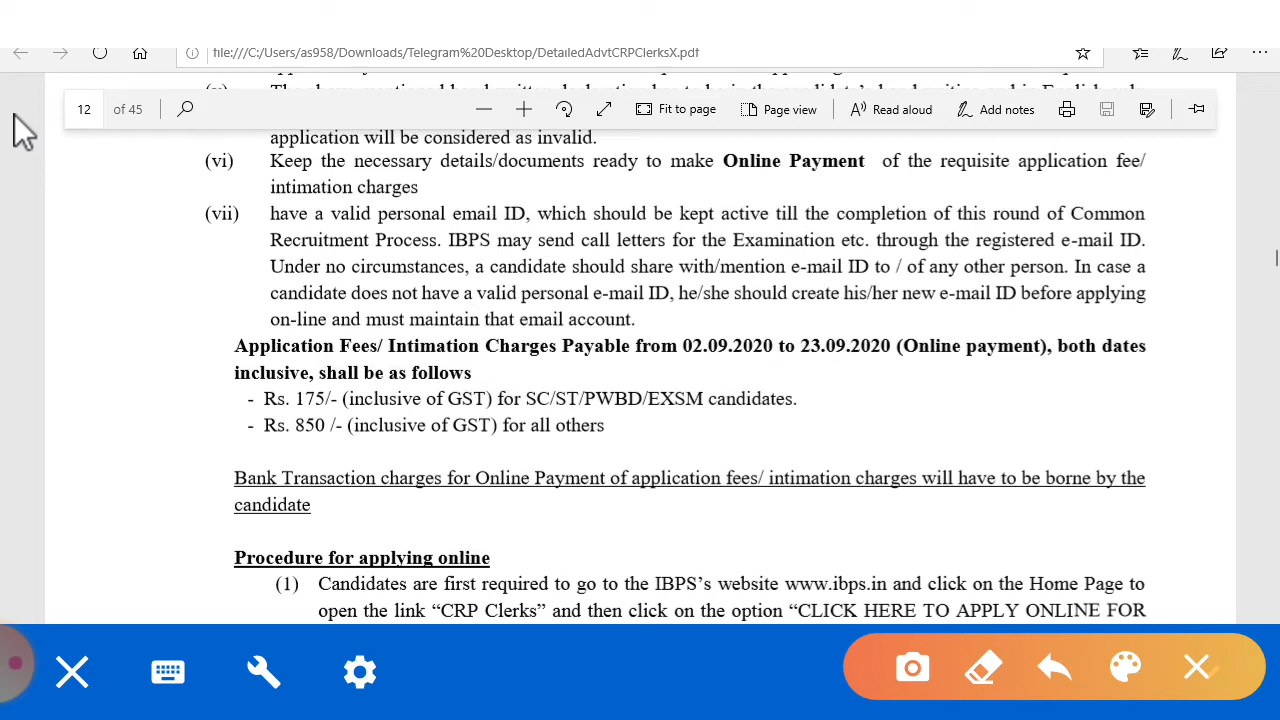 file:///C:/Users/as958/Downloads/Telegram%20Desktop/DetailedAdvtCRPClerksX.pdf
12 of 45 Fit to page Page view Read aloud Add notes
application will be considered as invalid.
(vi) Keep the necessary details/documents ready to make Online Payment of the requisite application fee/
intimation charges
(vii) have a valid personal email ID, which should be kept active till the completion of this round of Common
Recruitment Process. IBPS may send call letters for the Examination etc. through the registered e-mail ID.
Under no circumstances, a candidate should share with/mention e-mail ID to / of any other person. In case a
candidate does not have a valid personal e-mail ID, he/she should create his/her new e-mail ID before applying
on-line and must maintain that email account.
Application Fees/ Intimation Charges Payable from 02.09.2020 to 23.09.2020 (Online payment), both dates
inclusive, shall be as follows
- Rs. 175/- (inclusive of GST) for SC/ST/PWBD/EXSM candidates.
- Rs. 850 /- (inclusive of GST) for all others
Bank Transaction charges for Online Payment of application fees/ intimation charges will have to be borne by the
candidate
Procedure for applying online
(1) Candidates are first required to go to the IBPS's website www.ibps.in and click on the Home Page to
open the link “CRP Clerks” and then click on the option “CLICK HERE TO APPLY ONLINE FOR